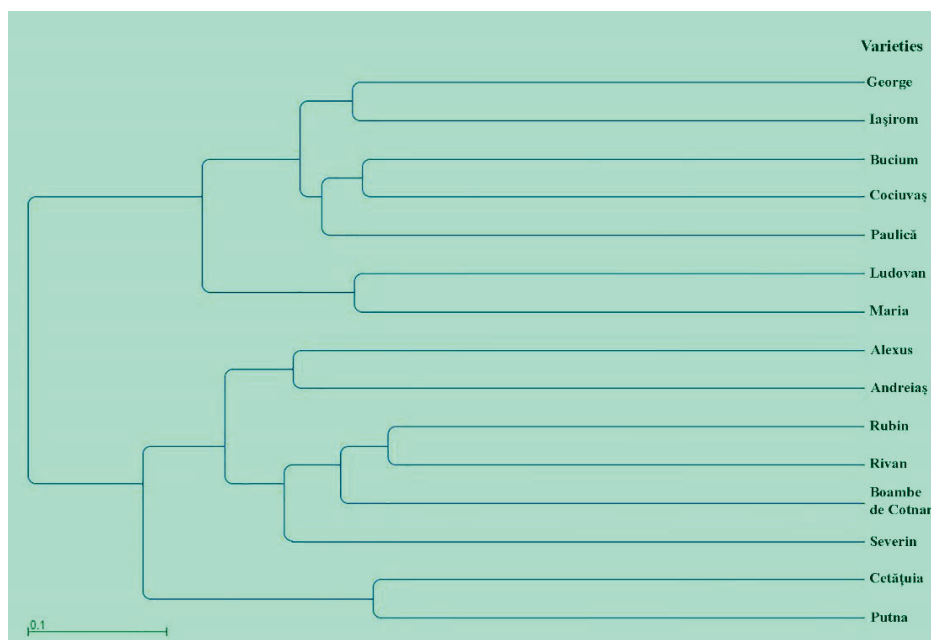 Varieties
George
Iaşirom
Bucium
Cociuvaş
Paulică
Ludovan
Maria
Alexus
Andreiaş
Rubin
Rivan
Boambe
de Cotnar
Severin
Cetăţuia
Putna
0.1